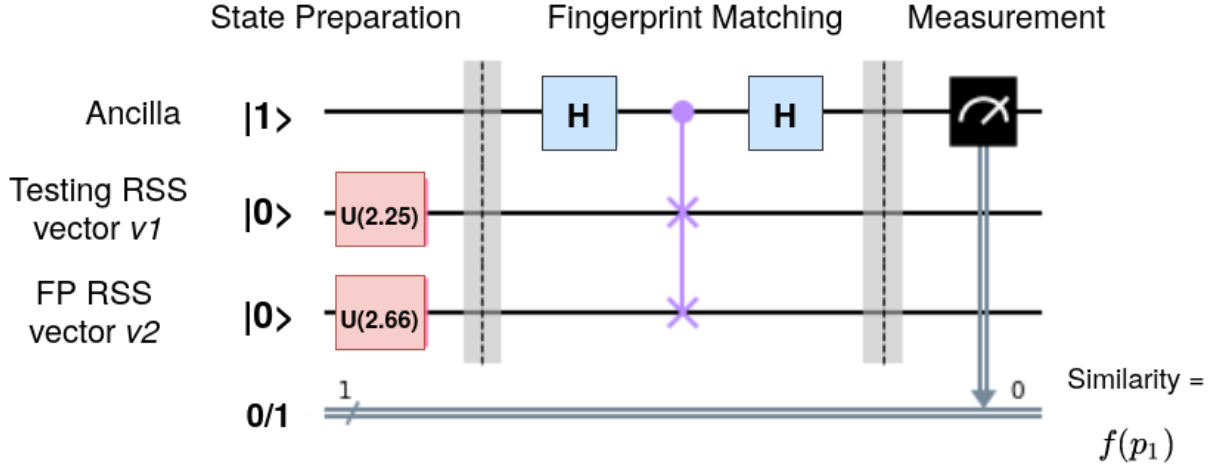 State Preparation
Fingerprint Matching
Measurement
Ancilla
|1>
H
H
Testing RSS
vector v1
|0>
U(2.25)
FP RSS
vector v2
|0>
U(2.66)
0/1
1
0
Similarity =
f(p₁)